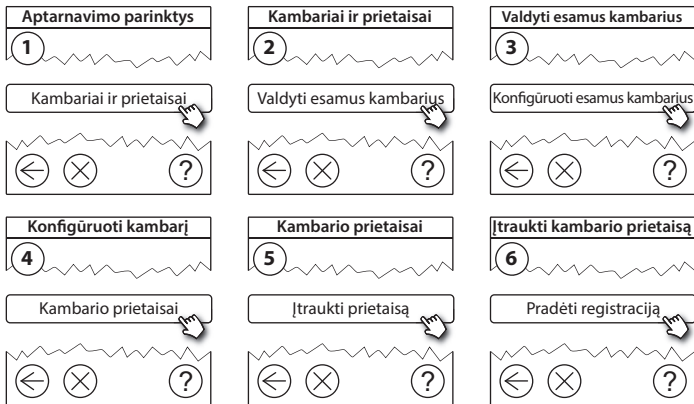 Aptarnavimo parinktys
1
Kambariai ir prietaisai
?
Kambariai ir prietaisai
2
Valdyti esamus kambarius
?
Valdyti esamus kambarius
3
Konfigūruoti esamus kambarius
?
Konfigūruoti kambarį
4
Kambario prietaisai
?
Kambario prietaisai
5
Įtraukti prietaisą
?
Įtraukti kambario prietaisą
6
Pradėti registraciją
?